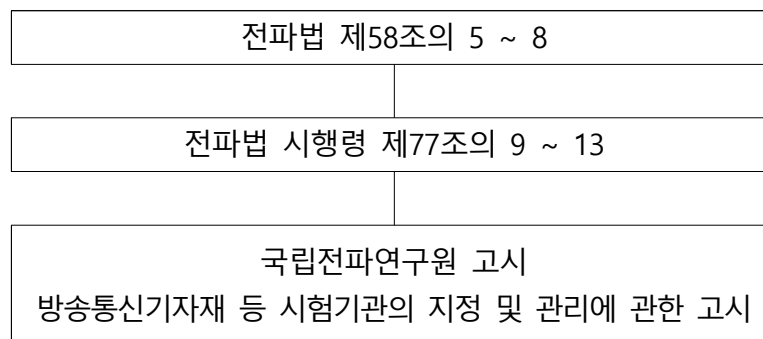 전파법 제58조의 5 ~ 8
전파법 시행령 제77조의 9 ~ 13
국립전파연구원 고시
방송통신기자재 등 시험기관의 지정 및 관리에 관한 고시